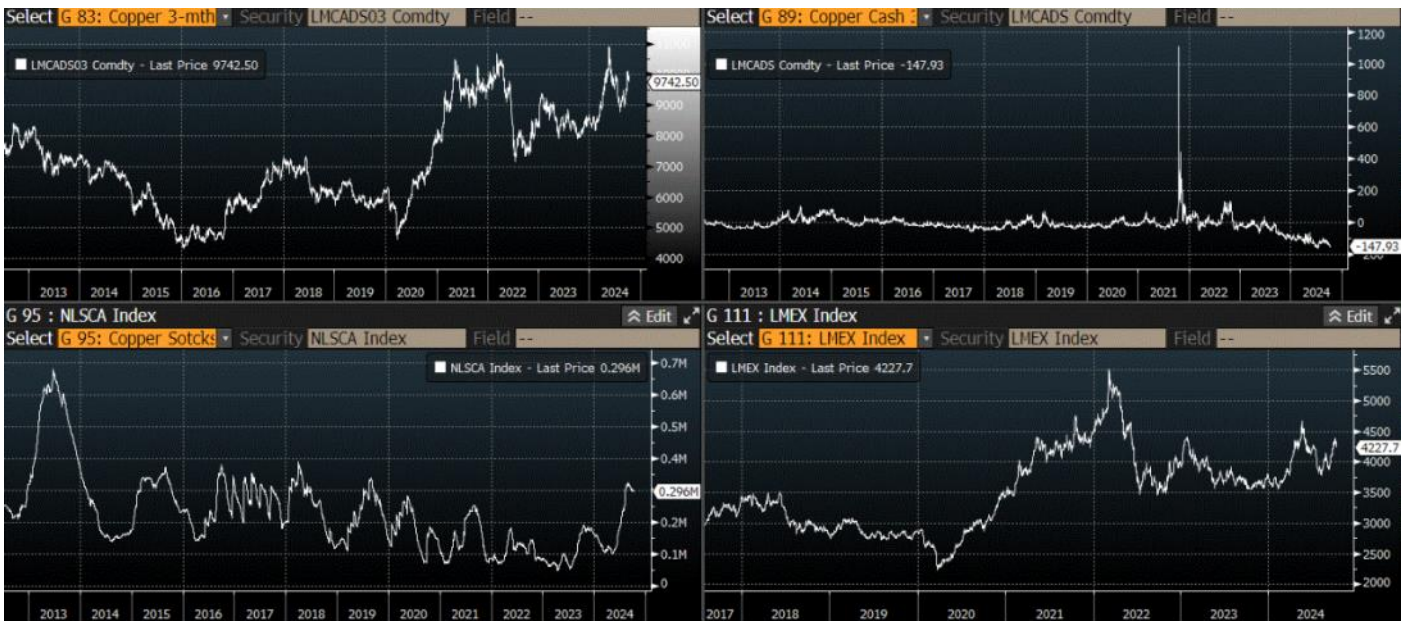 Select G 83: Copper 3-mth Security LMCADS03 Comdty Field --
LMCADS03 Comdty - Last Price 9742.50
9742.50
9000
8000
7000
6000
5000
4000
2013 2014 2015 2016 2017 2018 2019 2020 2021 2022 2023 2024
Select G 89: Copper Cash Security LMCADS Comdty Field --
LMCADS Comdty - Last Price -147.93
1200
1000
800
600
400
200
0
-147.93
2013 2014 2015 2016 2017 2018 2019 2020 2021 2022 2023 2024
G 95 : NLSCA Index Edit
Select G 95: Copper Sotcks Security NLSCA Index Field --
NLSCA Index - Last Price 0.296M
0.7M
0.6M
0.5M
0.4M
0.296M
0.2M
0.1M
0
2013 2014 2015 2016 2017 2018 2019 2020 2021 2022 2023 2024
G 111 : LMEX Index Edit
Select G 111: LMEX Index Security LMEX Index Field --
LMEX Index - Last Price 4227.7
5500
5000
4500
4227.7
4000
3500
3000
2500
2000
2017 2018 2019 2020 2021 2022 2023 2024